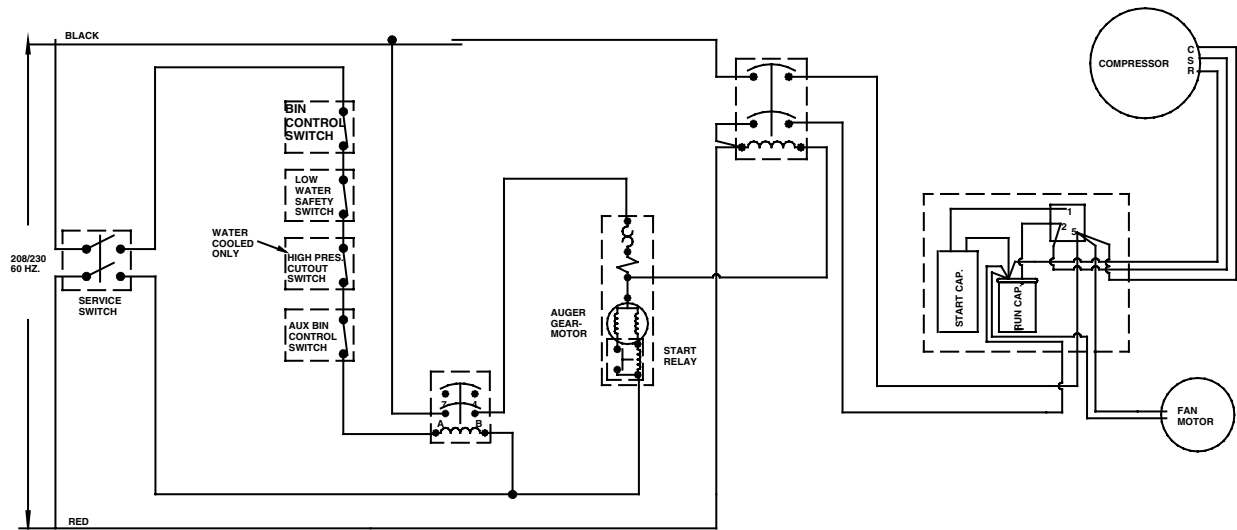 BLACK
208/230
60 HZ.
SERVICE
SWITCH
BIN
CONTROL
SWITCH
LOW
WATER
SAFETY
SWITCH
WATER
COOLED
ONLY
HIGH PRES.
CUTOUT
SWITCH
AUX BIN
CONTROL
SWITCH
7 4
A B
AUGER
GEAR-
MOTOR
START
RELAY
COMPRESSOR
C
S
R
1
2
5
START CAP.
RUN CAP.
FAN
MOTOR
RED